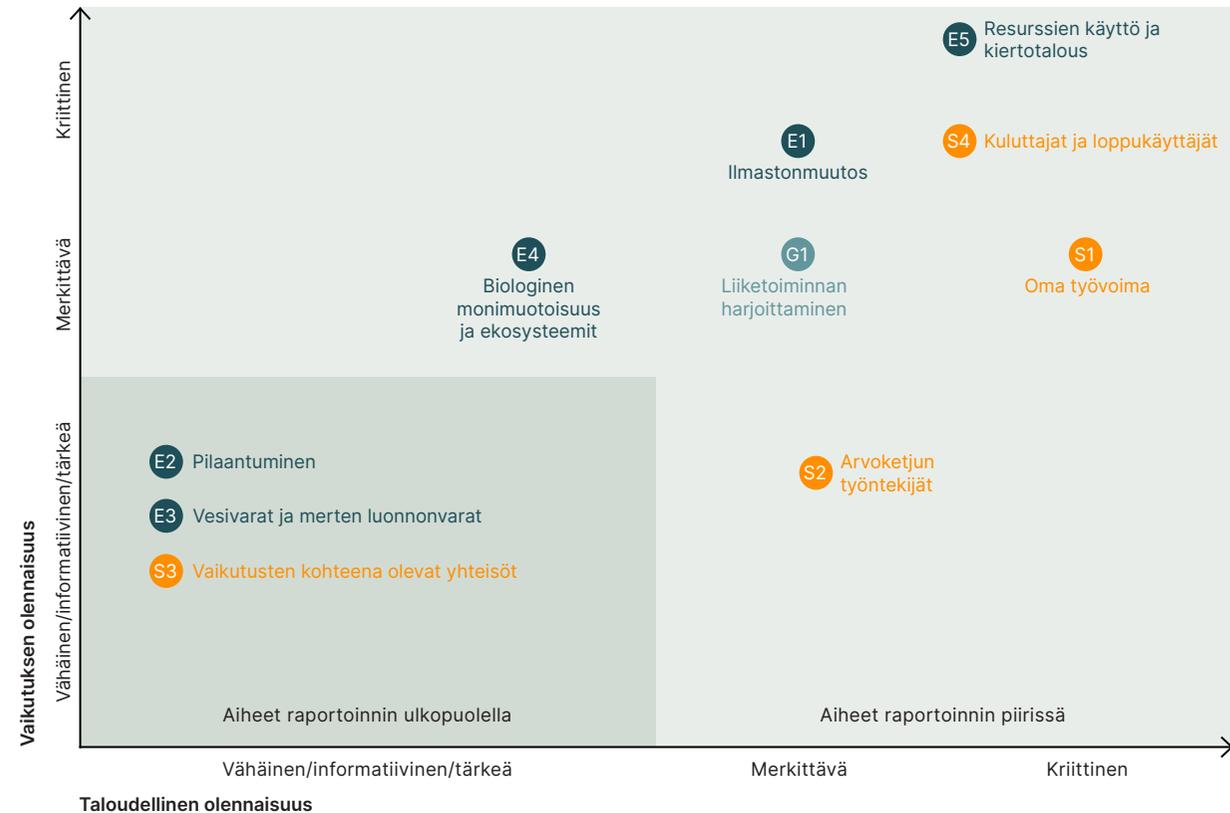 Vaikutuksen olennaisuus
Kriittinen
Merkittävä
Vähäinen/informatiivinen/tärkeä
E5
Resurssien käyttö ja
kiertotalous
E1
Ilmastonmuutos
S4
Kuluttajat ja loppukäyttäjät
E4
Biologinen
monimuotoisuus
ja ekosysteemit
G1
Liiketoiminnan
harjoittaminen
S1
Oma työvoima
E2
Pilaantuminen
E3
Vesivarat ja merten luonnonvarat
S3
Vaikutusten kohteena olevat yhteisöt
S2
Arvoketjun
työntekijät
Aiheet raportoinnin ulkopuolella
Aiheet raportoinnin piirissä
Vähäinen/informatiivinen/tärkeä
Merkittävä
Kriittinen
Taloudellinen olennaisuus